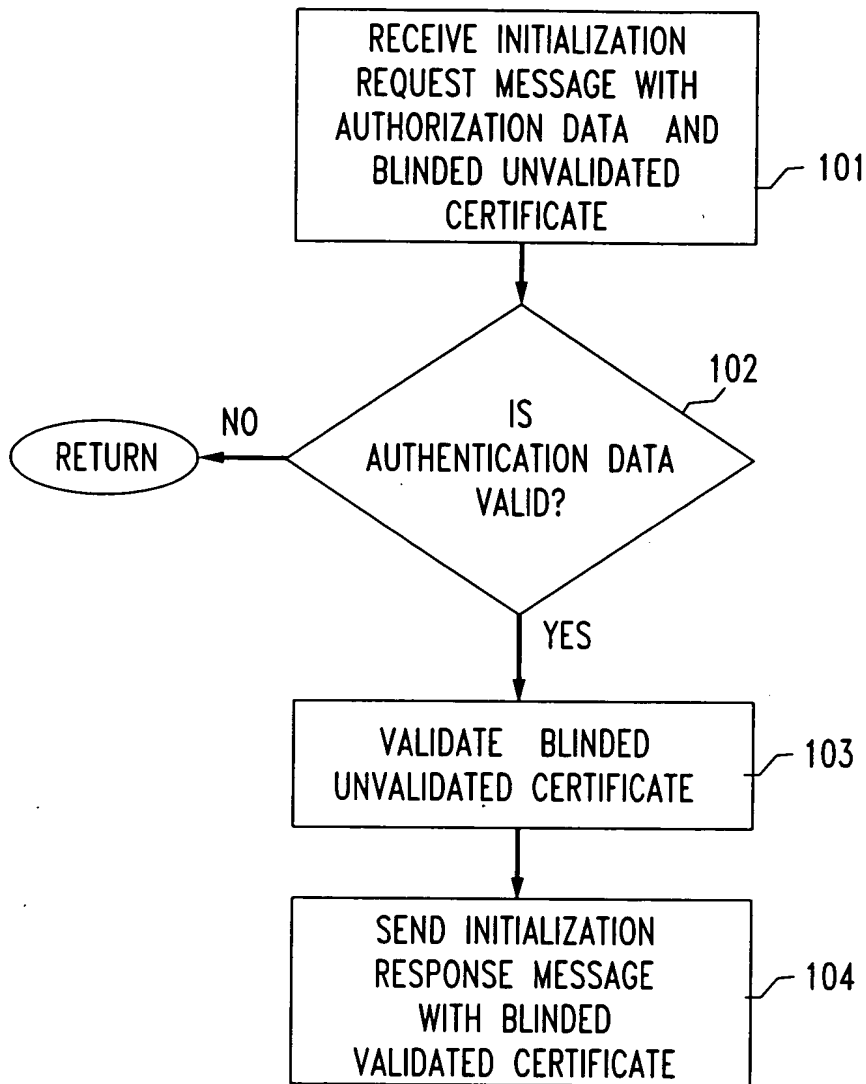 RECEIVE INITIALIZATION
REQUEST MESSAGE WITH
AUTHORIZATION DATA AND
BLINDED UNVALIDATED
CERTIFICATE
101
102
IS
AUTHENTICATION DATA
VALID?
NO
RETURN
YES
VALIDATE BLINDED
UNVALIDATED CERTIFICATE
103
SEND INITIALIZATION
RESPONSE MESSAGE
WITH BLINDED
VALIDATED CERTIFICATE
104